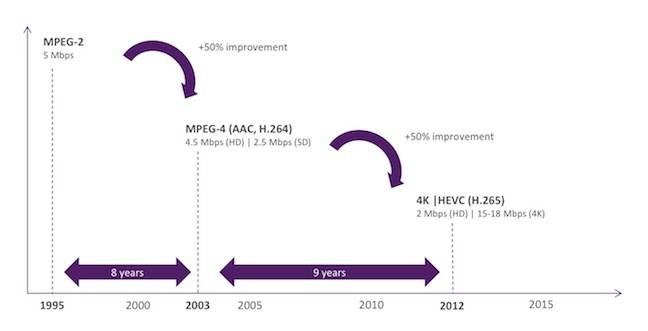 MPEG-2
5 Mbps
+50% improvement
MPEG-4 (AAC, H.264)
4.5 Mbps (HD) | 2.5 Mbps (SD)
+50% improvement
4K |HEVC (H.265)
2 Mbps (HD) | 15-18 Mbps (4K)
8 years
9 years
1995 2000 2003 2005 2010 2012 2015